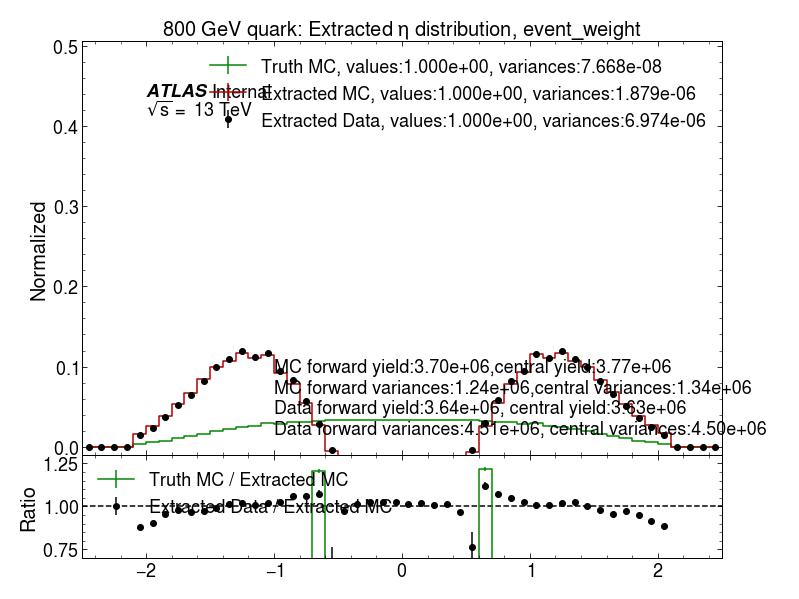 800 GeV quark: Extracted η distribution, event_weight
0.5
Truth MC, values:1.000e+00, variances:7.668e-08
ATLAS Internal
Extracted MC, values:1.000e+00, variances:1.879e-06
√s = 13 TeV
Extracted Data, values:1.000e+00, variances:6.974e-06
0.4
0.3
Normalized
0.2
0.1
MC forward yield:3.70e+06,central yield:3.77e+06
MC forward variances:1.24e+06,central variances:1.34e+06
Data forward yield:3.64e+06, central yield:3.63e+06
Data forward variances:4.51e+06, central variances:4.50e+06
0.0
1.25
Truth MC / Extracted MC
1.00
Extracted Data / Extracted MC
Ratio
0.75
−2 −1 0 1 2